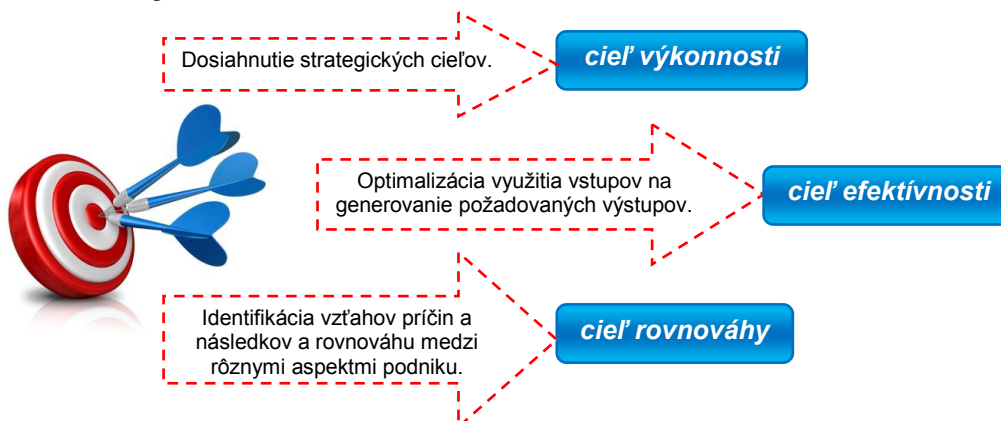 Dosiahnutie strategických cieľov.
cieľ výkonnosti
Optimalizácia využitia vstupov na
generovanie požadovaných výstupov.
cieľ efektívnosti
Identifikácia vzťahov príčin a
následkov a rovnováhu medzi
rôznymi aspektmi podniku.
cieľ rovnováhy